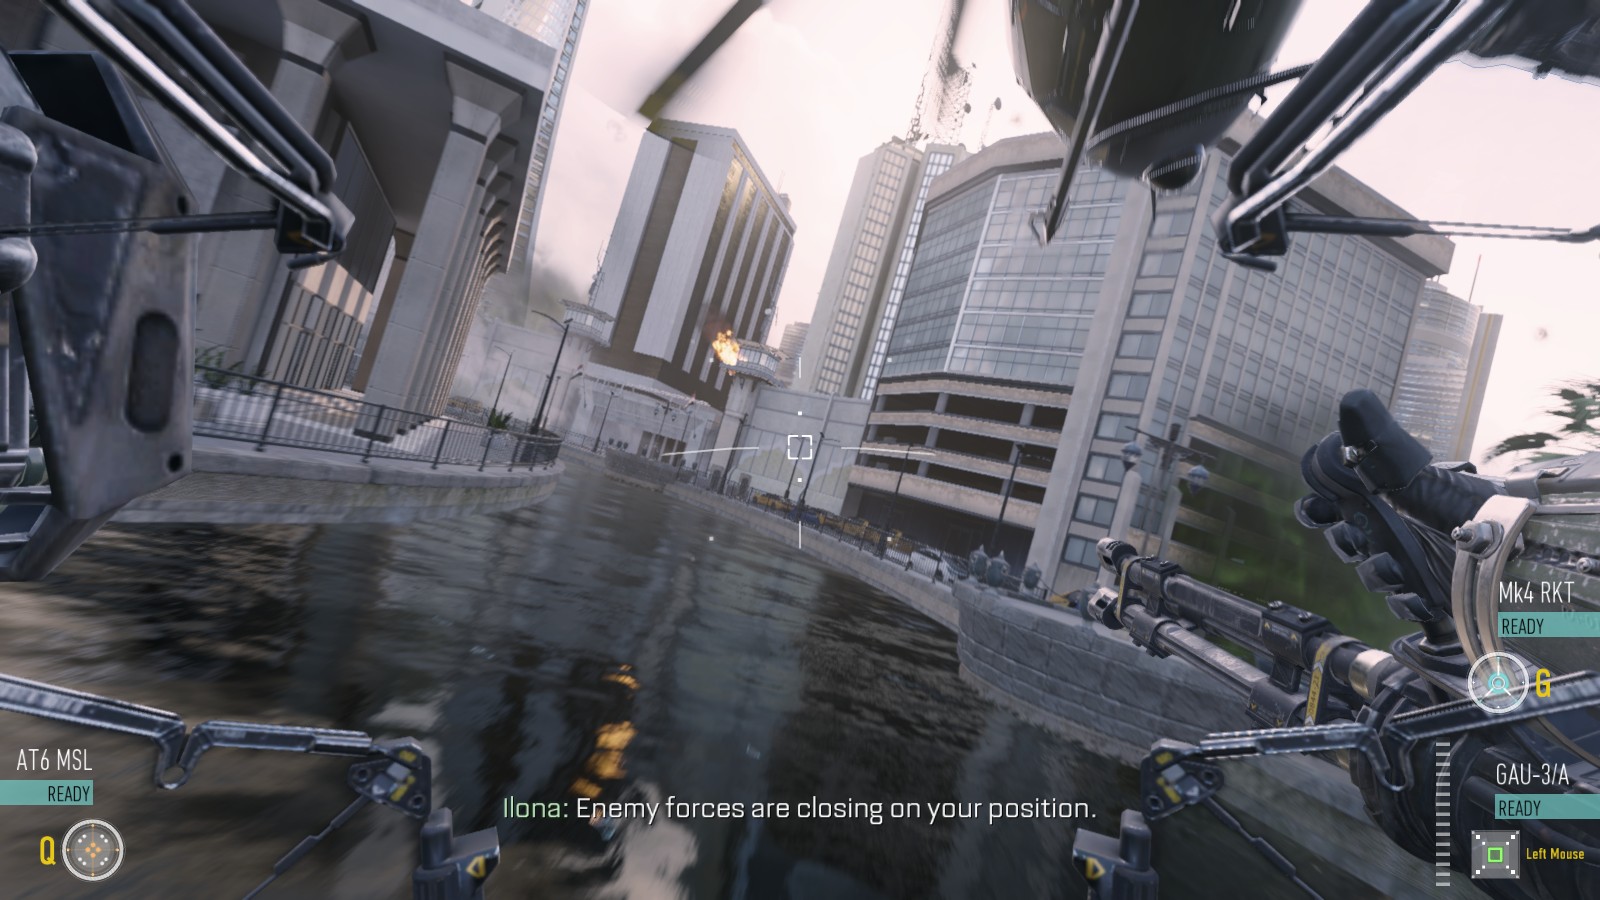 Mk4 RKT
READY
G
AT6 MSL
READY
Q
GAU-3/A
READY
Left Mouse
Ilona: Enemy forces are closing on your position.